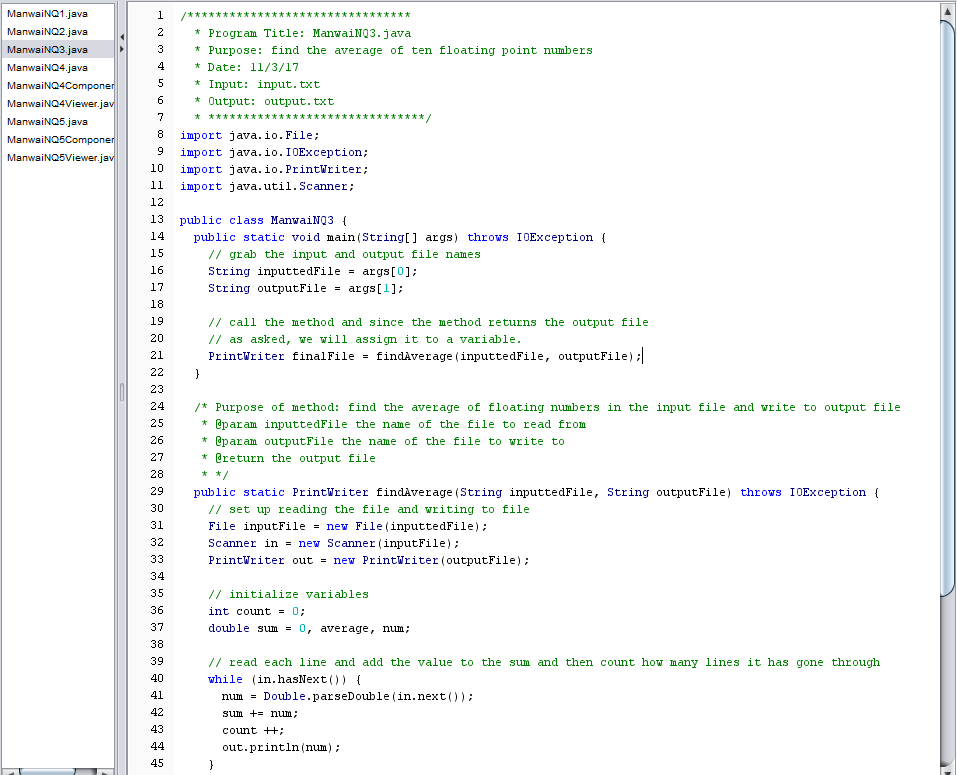 ManwaiNQ1.java
ManwaiNQ2.java
ManwaiNQ3.java
ManwaiNQ4.java
ManwaiNQ4Componer
ManwaiNQ4Viewer.jav
ManwaiNQ5.java
ManwaiNQ5Componer
ManwaiNQ5Viewer.jav
1 /********************************
2 * Program Title: ManwaiNQ3.java
3 * Purpose: find the average of ten floating point numbers
4 * Date: 11/3/17
5 * Input: input.txt
6 * Output: output.txt
7 * *******************************/
8 import java.io.File;
9 import java.io.IOException;
10 import java.io.PrintWriter;
11 import java.util.Scanner;
12
13 public class ManwaiNQ3 {
14 public static void main(String[] args) throws IOException {
15 // grab the input and output file names
16 String inputtedFile = args[0];
17 String outputFile = args[1];
18
19 // call the method and since the method returns the output file
20 // as asked, we will assign it to a variable.
21 PrintWriter finalFile = findAverage(inputtedFile, outputFile);
22 }
23
24 /* Purpose of method: find the average of floating numbers in the input file and write to output file
25 * @param inputtedFile the name of the file to read from
26 * @param outputFile the name of the file to write to
27 * @return the output file
28 * */
29 public static PrintWriter findAverage(String inputtedFile, String outputFile) throws IOException {
30 // set up reading the file and writing to file
31 File inputFile = new File(inputtedFile);
32 Scanner in = new Scanner(inputFile);
33 PrintWriter out = new PrintWriter(outputFile);
34
35 // initialize variables
36 int count = 0;
37 double sum = 0, average, num;
38
39 // read each line and add the value to the sum and then count how many lines it has gone through
40 while (in.hasNext()) {
41 num = Double.parseDouble(in.next());
42 sum += num;
43 count ++;
44 out.println(num);
45 }